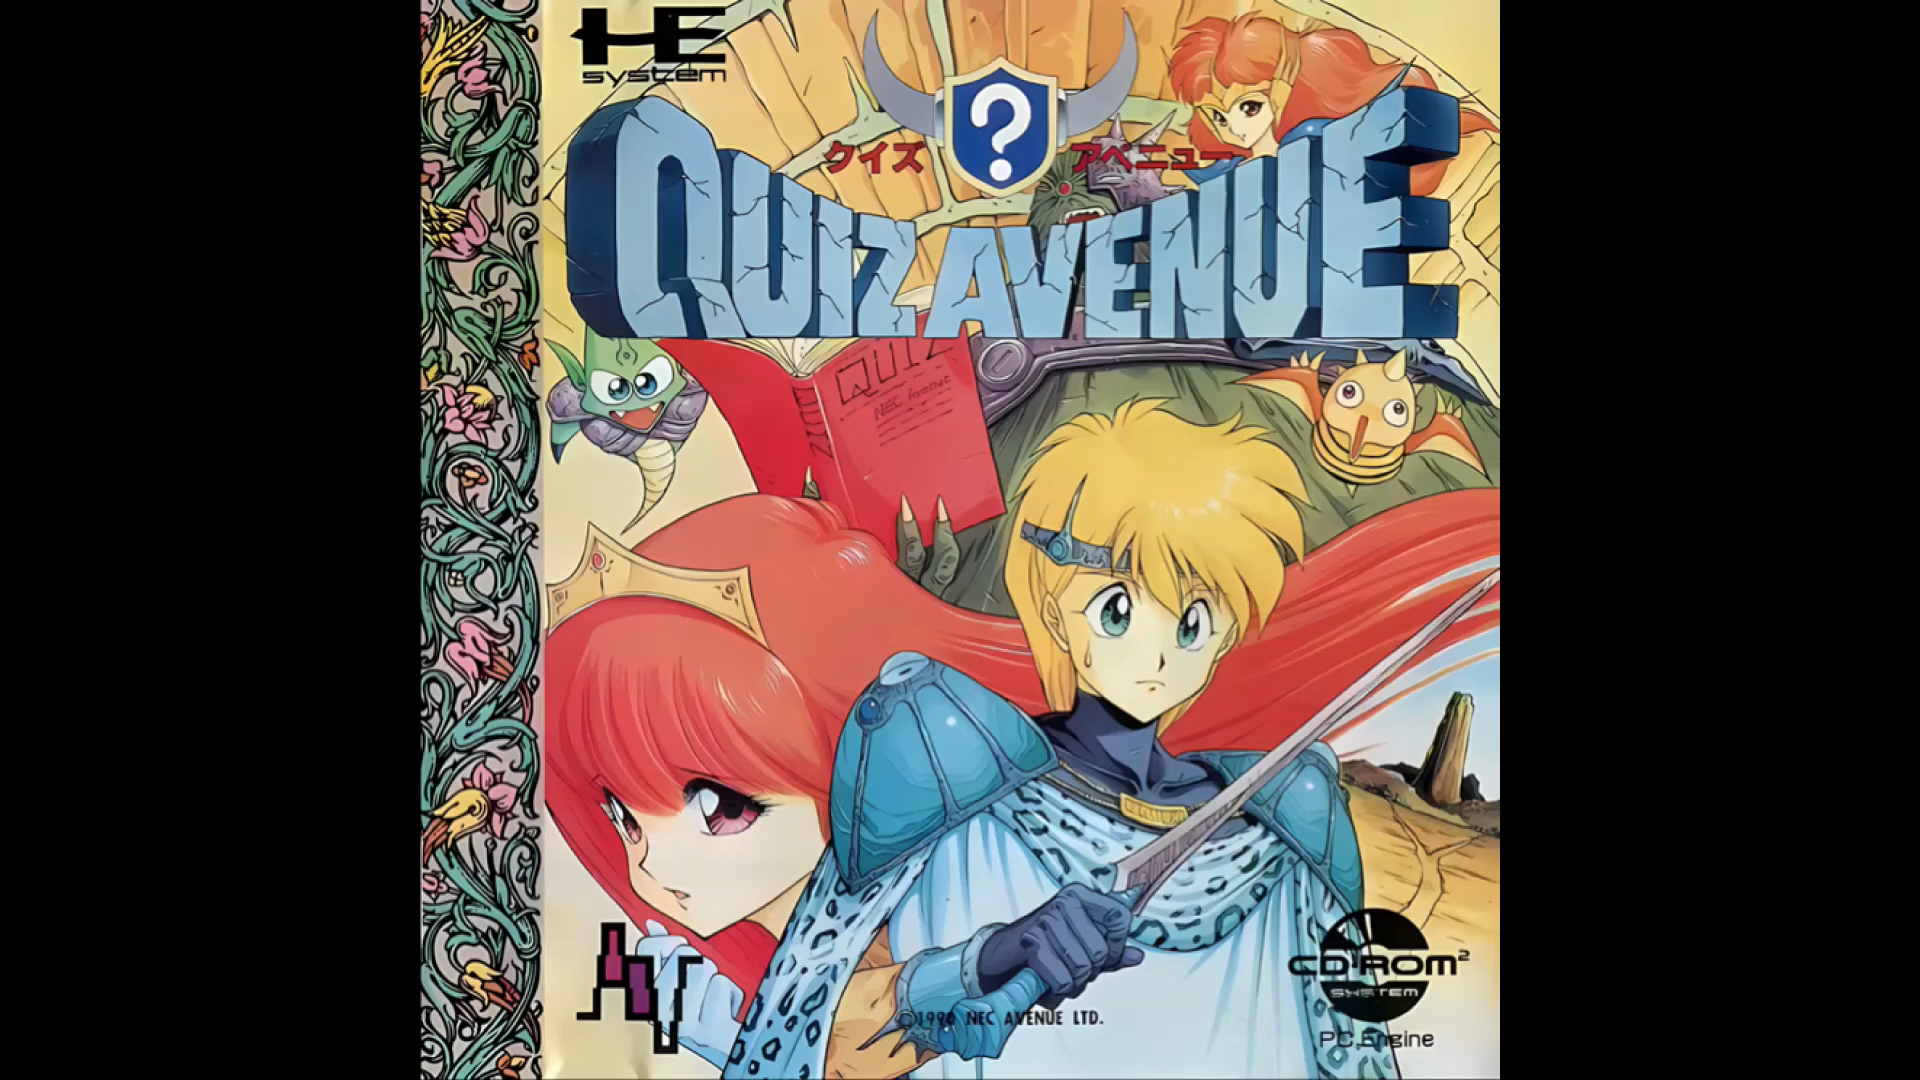 HE
system
クイズ ? アベニュー
QUIZ AVENUE
QUIZ
NEC Avenue
AV
©1990 NEC AVENUE LTD.
CD-ROM²
SYSTEM
PC Engine